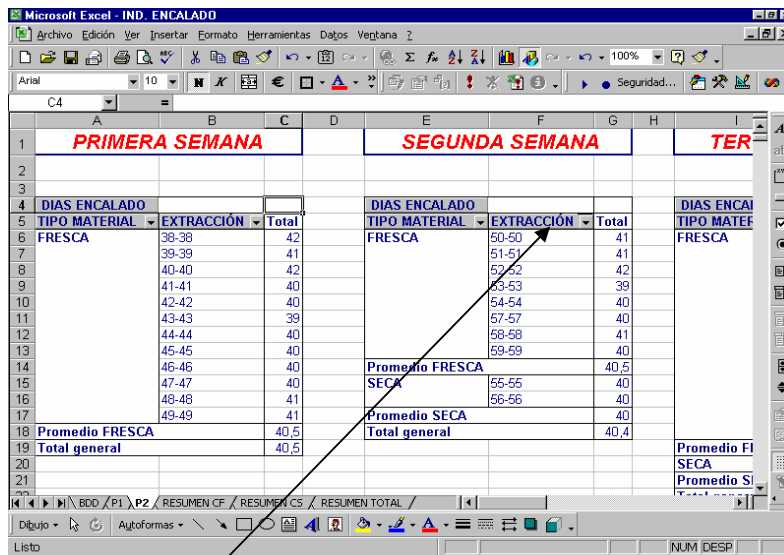 Microsoft Excel - IND. ENCALADO
Archivo Edición Ver Insertar Formato Herramientas Datos Ventana ?
100%
Arial 10 N K € Seguridad...
C4 =
A B C D E F G H I
1 PRIMERA SEMANA SEGUNDA SEMANA TER
2
3
4 DIAS ENCALADO DIAS ENCALADO DIAS ENCAL
5 TIPO MATERIAL EXTRACCIÓN Total TIPO MATERIAL EXTRACCIÓN Total TIPO MATER
6 FRESCA 38-38 42 FRESCA 50-50 41 FRESCA
7 39-39 41 51-51 41
8 40-40 42 52-52 42
9 41-41 40 53-53 39
10 42-42 40 54-54 40
11 43-43 39 57-57 40
12 44-44 40 58-58 41
13 45-45 40 59-59 40
14 46-46 40 Promedio FRESCA 40,5
15 47-47 40 SECA 55-55 40
16 48-48 41 56-56 40
17 49-49 41 Promedio SECA 40
18 Promedio FRESCA 40,5 Total general 40,4
19 Total general 40,5 Promedio F
20 SECA
21 Promedio S
BDD P1 P2 RESUMEN CF RESUMEN CS RESUMEN TOTAL
Dibujo Autoformas
Listo NUM DESP